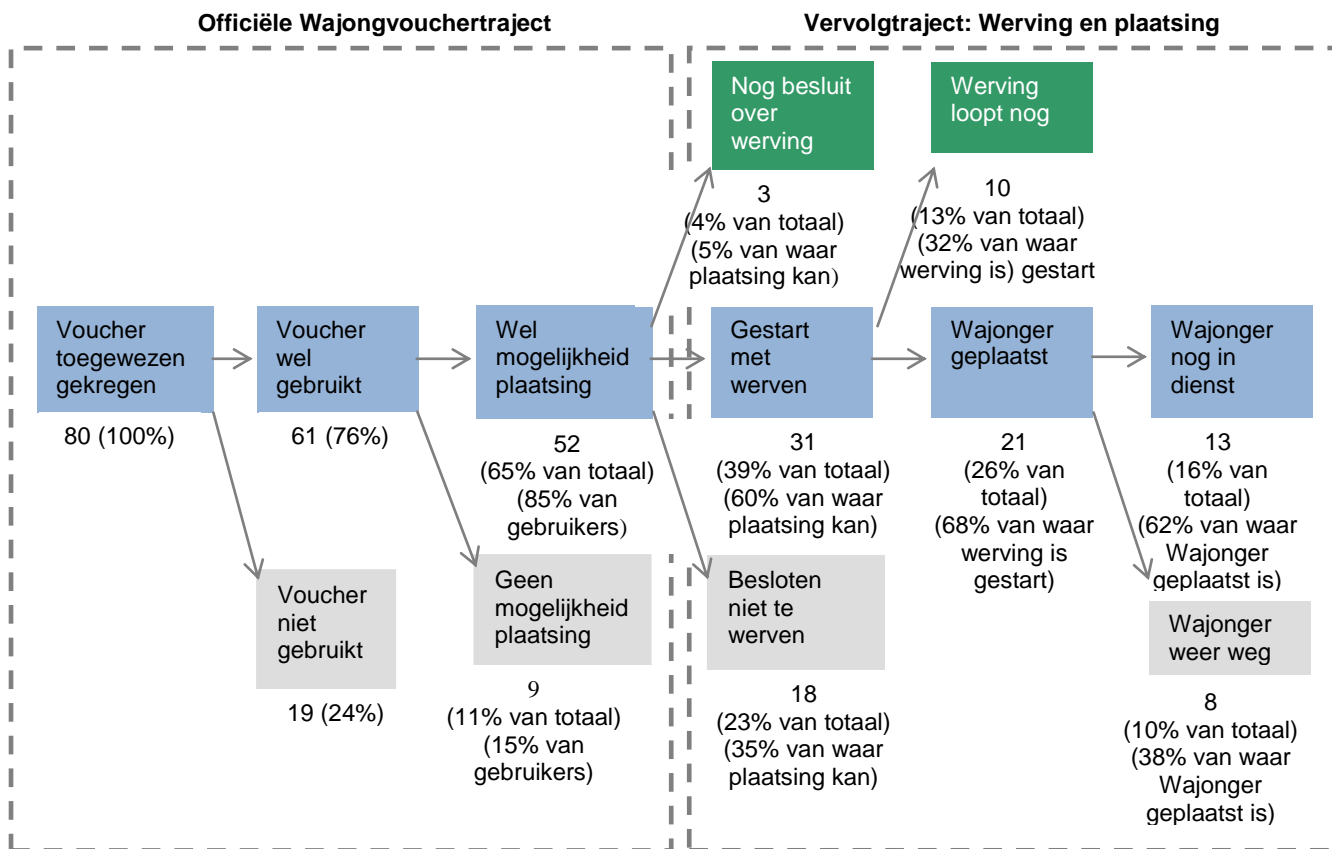 Officiële Wajongvouchertraject
Vervolgtraject: Werving en plaatsing
Nog besluit
over
werving
3
(4% van totaal)
(5% van waar
plaatsing kan)
Werving
loopt nog
10
(13% van totaal)
(32% van waar
werving is) gestart
Voucher
toegewezen
gekregen
80 (100%)
Voucher
wel
gebruikt
61 (76%)
Wel
mogelijkheid
plaatsing
52
(65% van totaal)
(85% van
gebruikers)
Gestart
met
werven
31
(39% van totaal)
(60% van waar
plaatsing kan)
Wajonger
geplaatst
21
(26% van
totaal)
(68% van waar
werving is
gestart)
Wajonger
nog in
dienst
13
(16% van
totaal)
(62% van waar
Wajonger
geplaatst is)
Voucher
niet
gebruikt
19 (24%)
Geen
mogelijkheid
plaatsing
9
(11% van totaal)
(15% van
gebruikers)
Besloten
niet te
werven
18
(23% van totaal)
(35% van waar
plaatsing kan)
Wajonger
weer weg
8
(10% van totaal)
(38% van waar
Wajonger
geplaatst is)